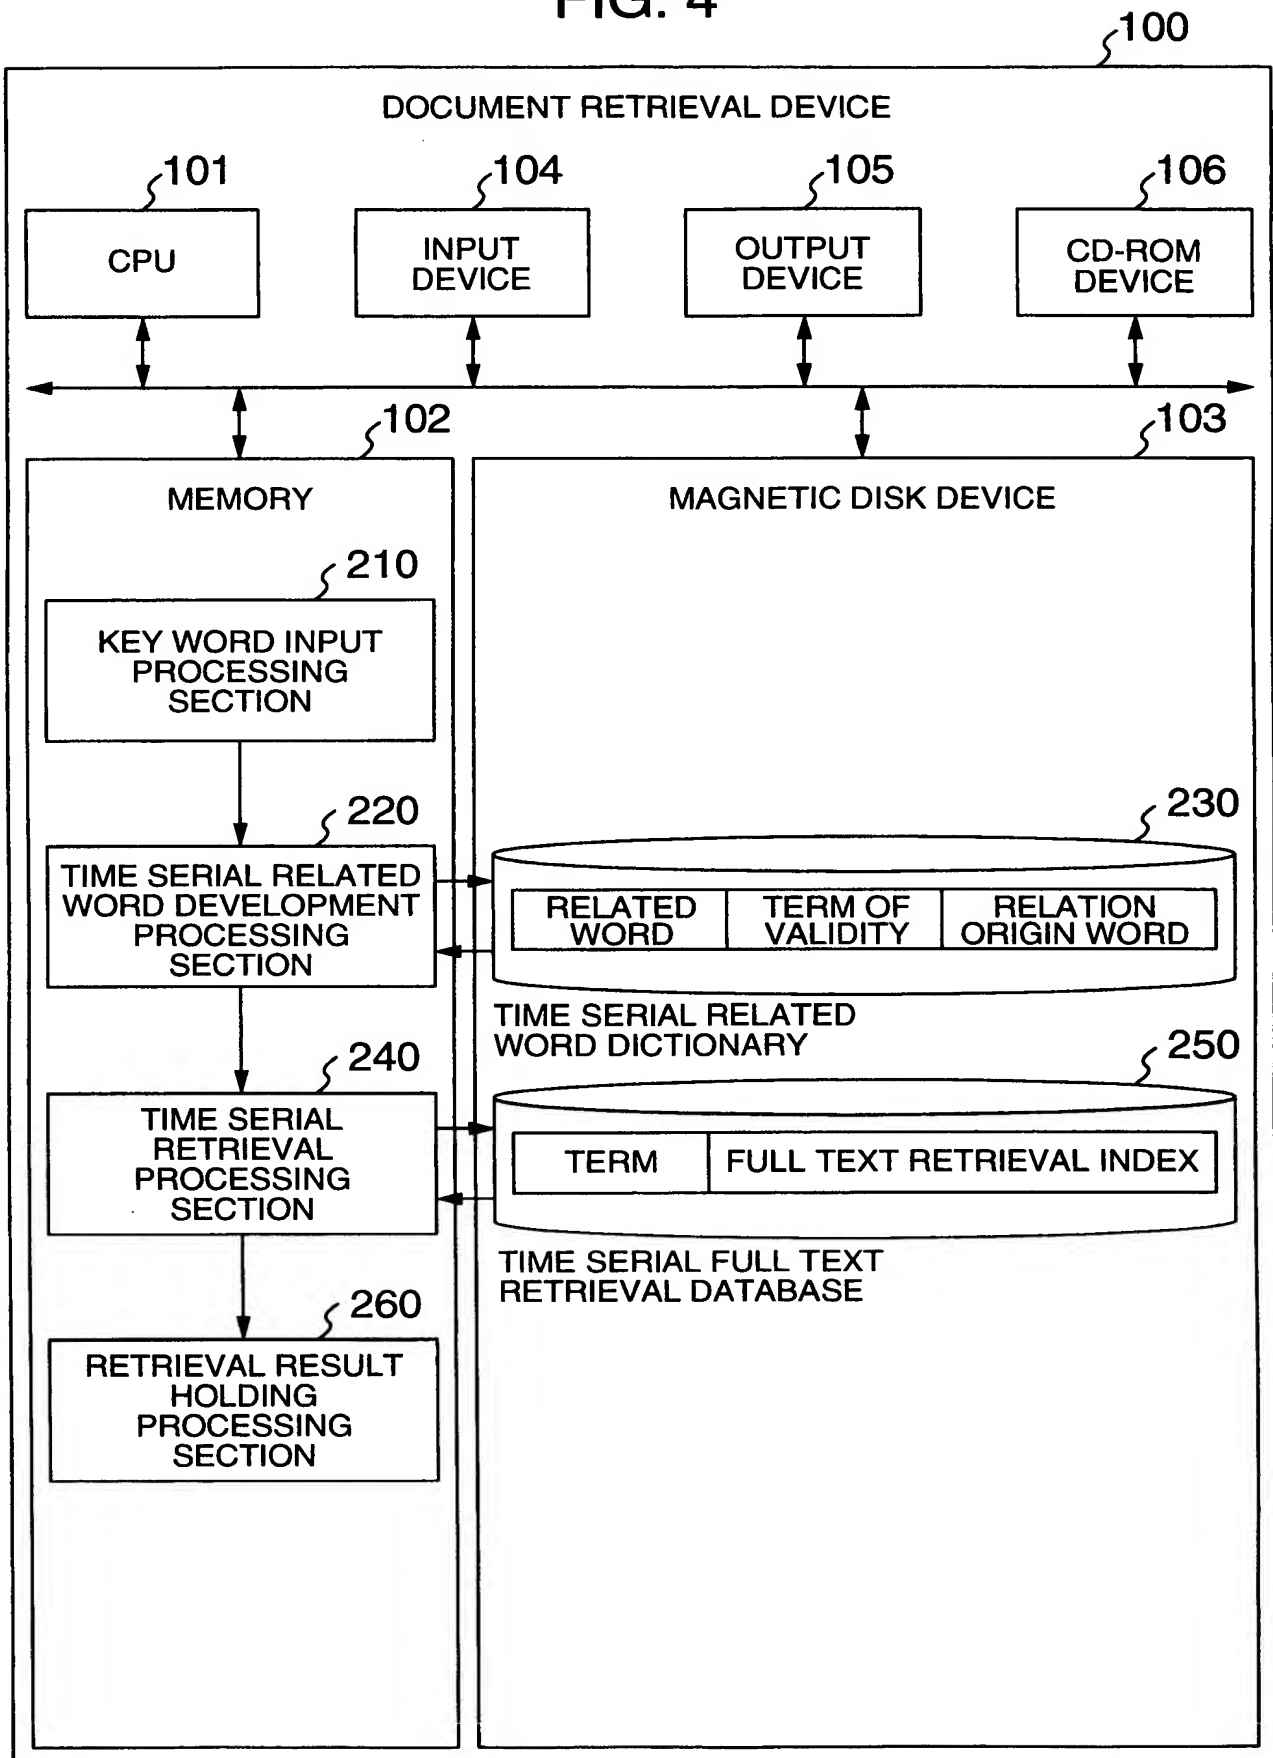 FIG. 4
100
DOCUMENT RETRIEVAL DEVICE
101
104
105
106
CPU
INPUT
DEVICE
OUTPUT
DEVICE
CD-ROM
DEVICE
102
103
MEMORY
MAGNETIC DISK DEVICE
210
KEY WORD INPUT
PROCESSING
SECTION
220
TIME SERIAL RELATED
WORD DEVELOPMENT
PROCESSING
SECTION
230
RELATED
WORD
TERM OF
VALIDITY
RELATION
ORIGIN WORD
TIME SERIAL RELATED
WORD DICTIONARY
240
TIME SERIAL
RETRIEVAL
PROCESSING
SECTION
250
TERM
FULL TEXT RETRIEVAL INDEX
TIME SERIAL FULL TEXT
RETRIEVAL DATABASE
260
RETRIEVAL RESULT
HOLDING
PROCESSING
SECTION